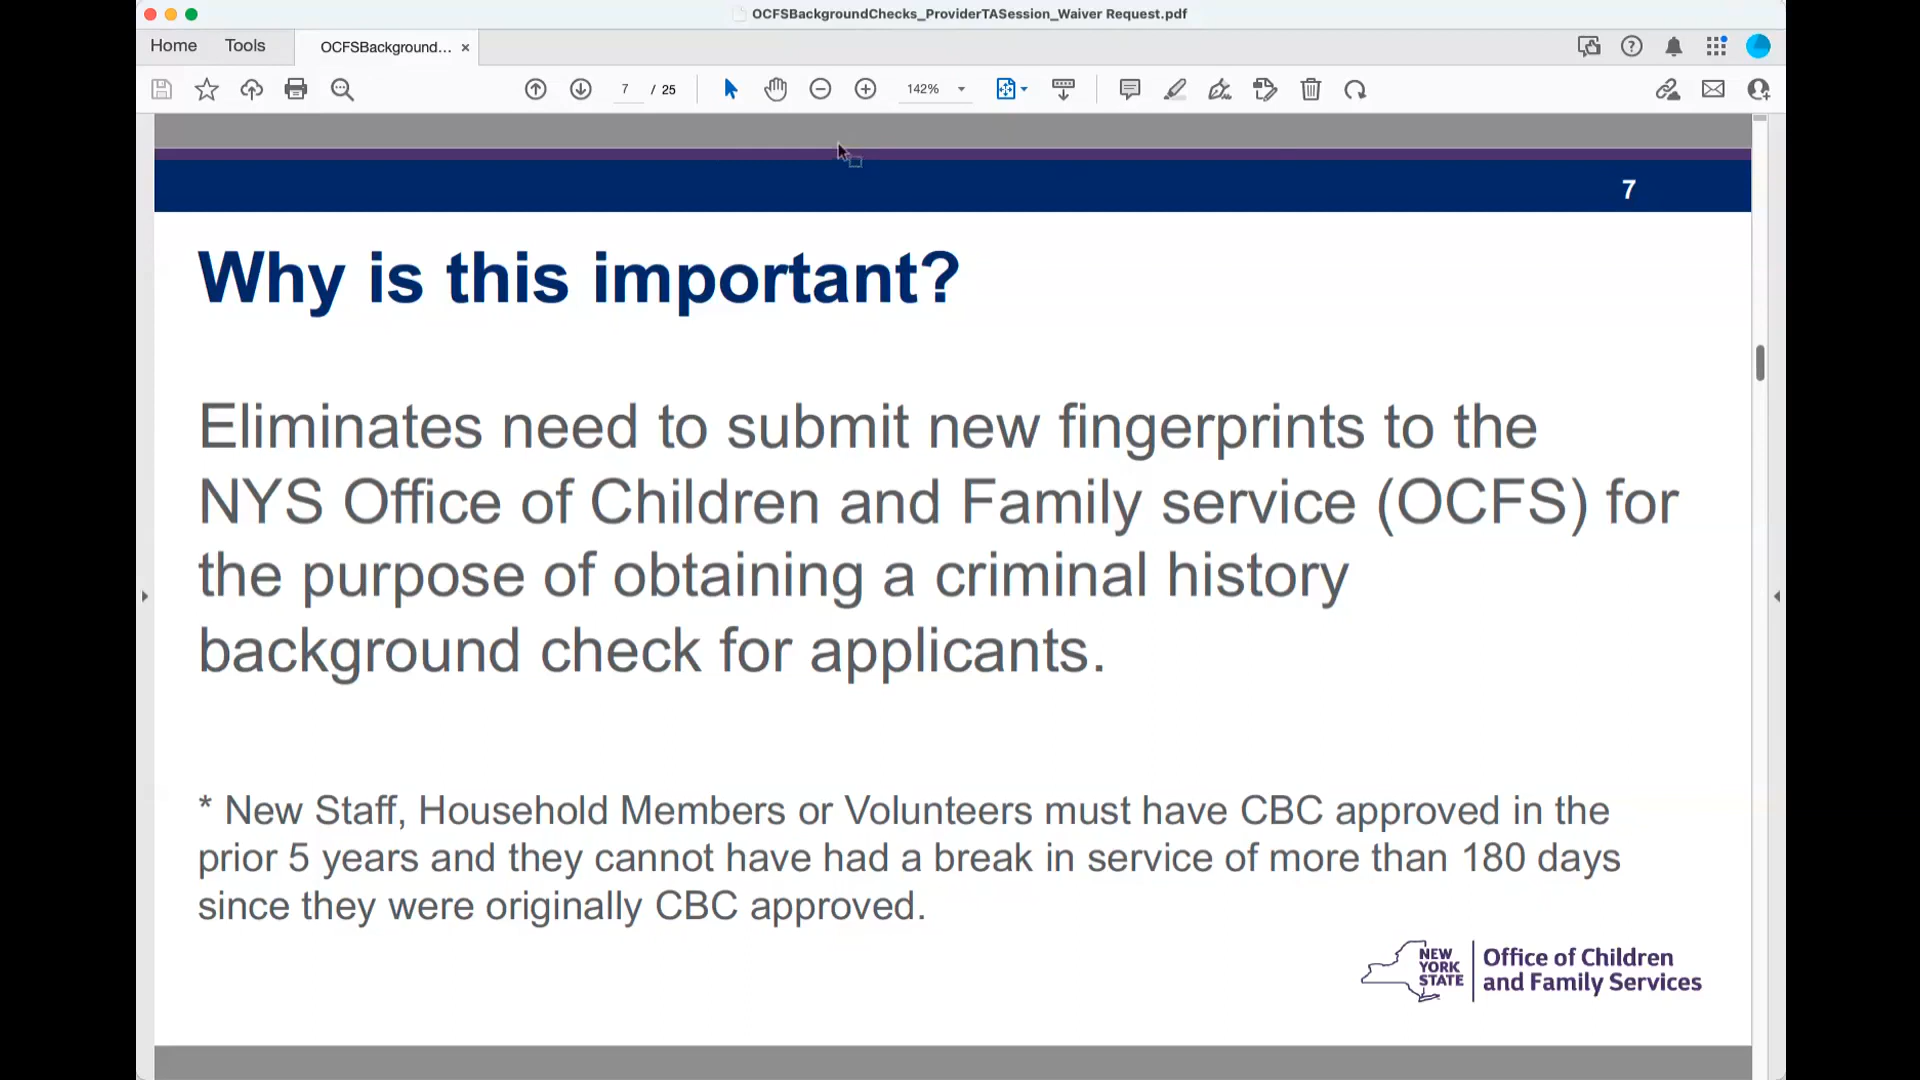 OCFSBackgroundChecks_ProviderTASession_Waiver Request.pdf
Home Tools OCFSBackground... ×
7 / 25 142%
7
Why is this important?
Eliminates need to submit new fingerprints to the
NYS Office of Children and Family service (OCFS) for
the purpose of obtaining a criminal history
background check for applicants.
* New Staff, Household Members or Volunteers must have CBC approved in the
prior 5 years and they cannot have had a break in service of more than 180 days
since they were originally CBC approved.
NEW
YORK
STATE
Office of Children
and Family Services